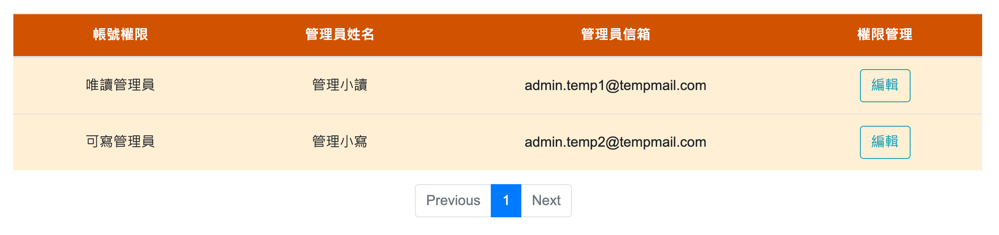 帳號權限 管理員姓名 管理員信箱 權限管理
唯讀管理員 管理小讀 admin.temp1@tempmail.com 編輯
可寫管理員 管理小寫 admin.temp2@tempmail.com 編輯
Previous 1 Next